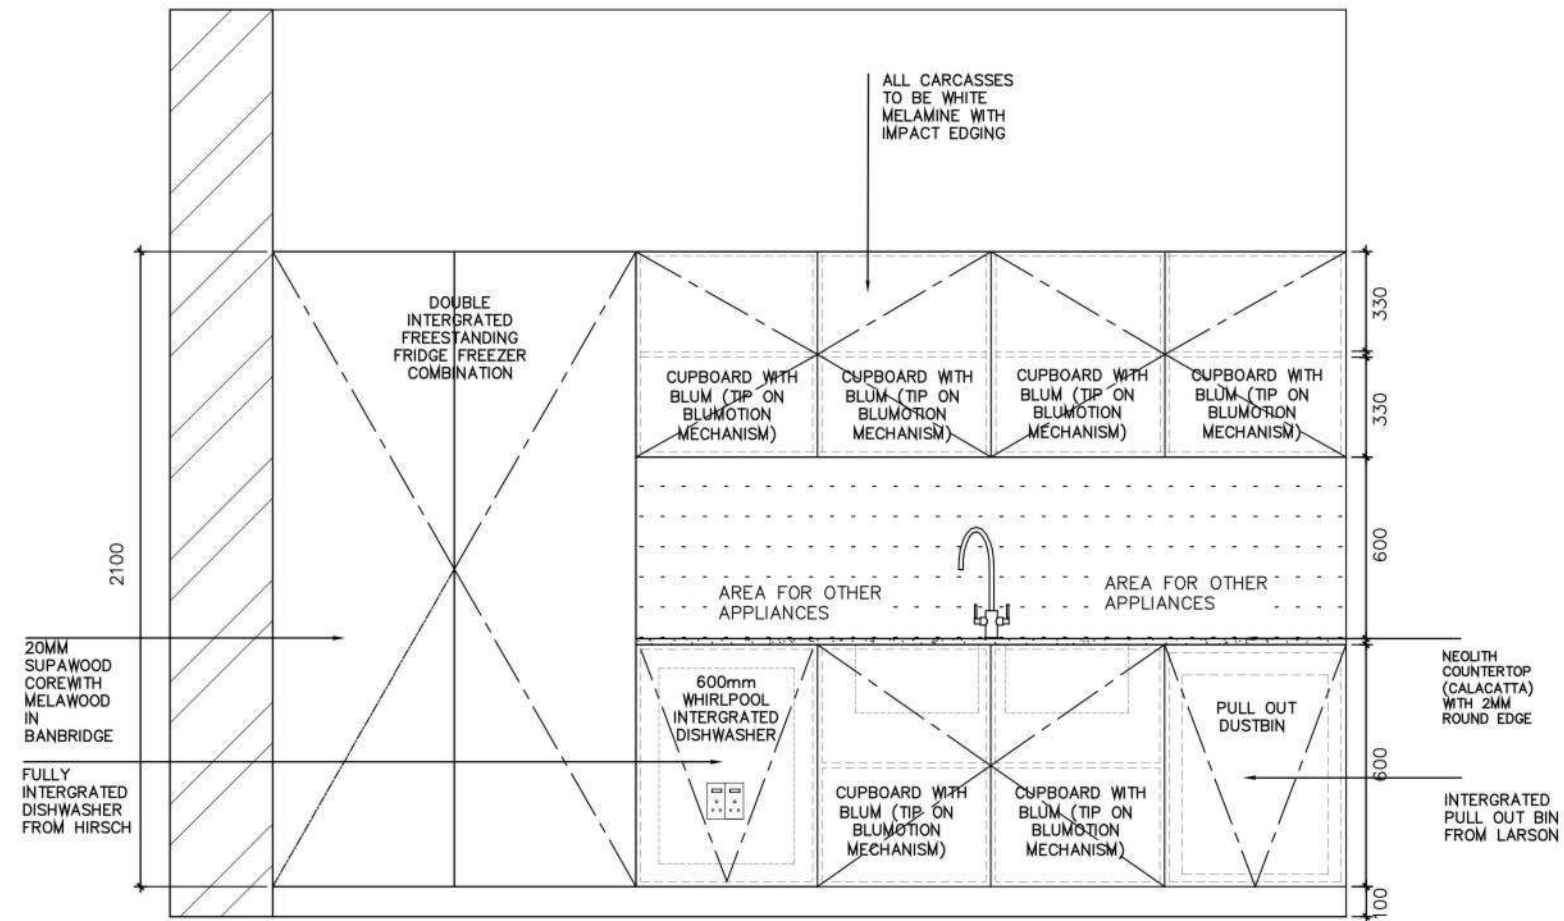 ALL CARCASSES
TO BE WHITE
MELAMINE WITH
IMPACT EDGING
DOUBLE
INTERGRATED
FREESTANDING
FRIDGE FREEZER
COMBINATION
CUPBOARD WITH
BLUM (TIP ON
BLUMOTION
MECHANISM)
CUPBOARD WITH
BLUM (TIP ON
BLUMOTION
MECHANISM)
CUPBOARD WITH
BLUM (TIP ON
BLUMOTION
MECHANISM)
CUPBOARD WITH
BLUM (TIP ON
BLUMOTION
MECHANISM)
330
330
2100
600
AREA FOR OTHER
APPLIANCES
AREA FOR OTHER
APPLIANCES
20MM
SUPAWOOD
COREWITH
MELAWOOD
IN
BANBRIDGE
FULLY
INTERGRATED
DISHWASHER
FROM HIRSCH
600mm
WHIRLPOOL
INTERGRATED
DISHWASHER
CUPBOARD WITH
BLUM (TIP ON
BLUMOTION
MECHANISM)
CUPBOARD WITH
BLUM (TIP ON
BLUMOTION
MECHANISM)
PULL OUT
DUSTBIN
600
100
NEOLITH
COUNTERTOP
(CALACATTA)
WITH 2MM
ROUND EDGE
INTERGRATED
PULL OUT BIN
FROM LARSON